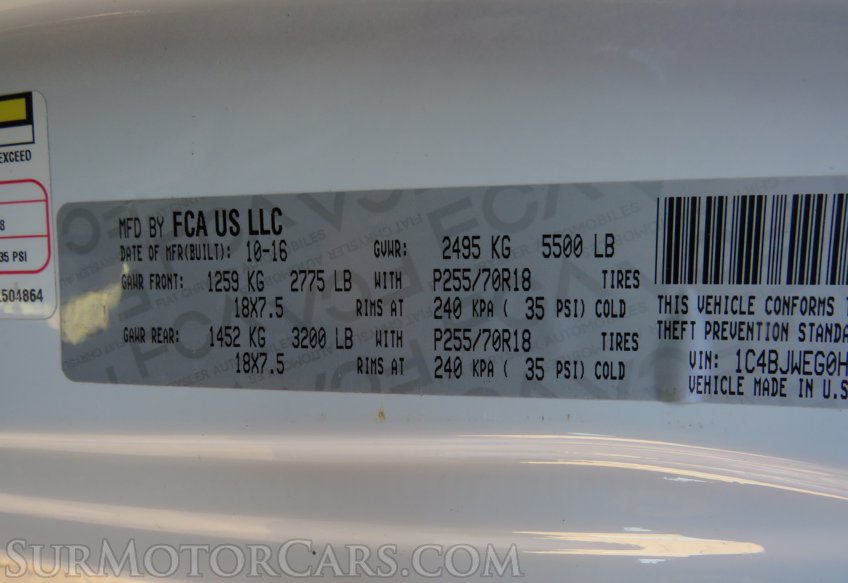 EXCEED
8
35 PSI
504864
MFD BY FCA US LLC
DATE OF MFR(BUILT): 10-16 GVWR: 2495 KG 5500 LB
GAWR FRONT: 1259 KG 2775 LB WITH P255/70R18 TIRES
18X7.5 RIMS AT 240 KPA ( 35 PSI) COLD
GAWR REAR: 1452 KG 3200 LB WITH P255/70R18 TIRES
18X7.5 RIMS AT 240 KPA ( 35 PSI) COLD
THIS VEHICLE CONFORMS
THEFT PREVENTION STANDA
VIN: 1C4BJWEG0H
VEHICLE MADE IN U.S
SURMOTORCARS.COM